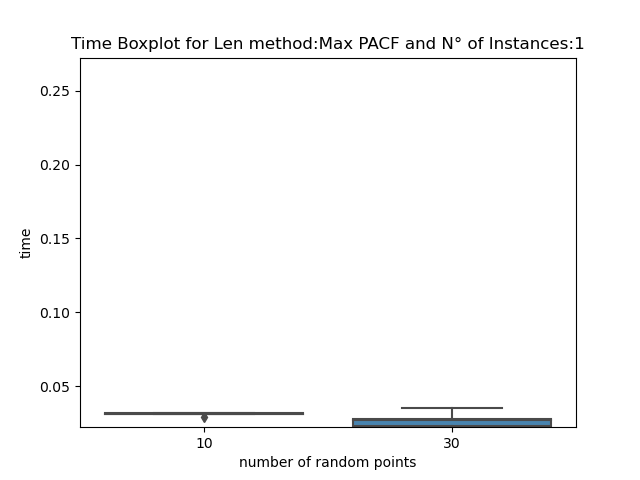 Time Boxplot for Len method:Max PACF and N° of Instances:1
0.25
0.20
0.15
0.10
0.05
time
10 30
number of random points